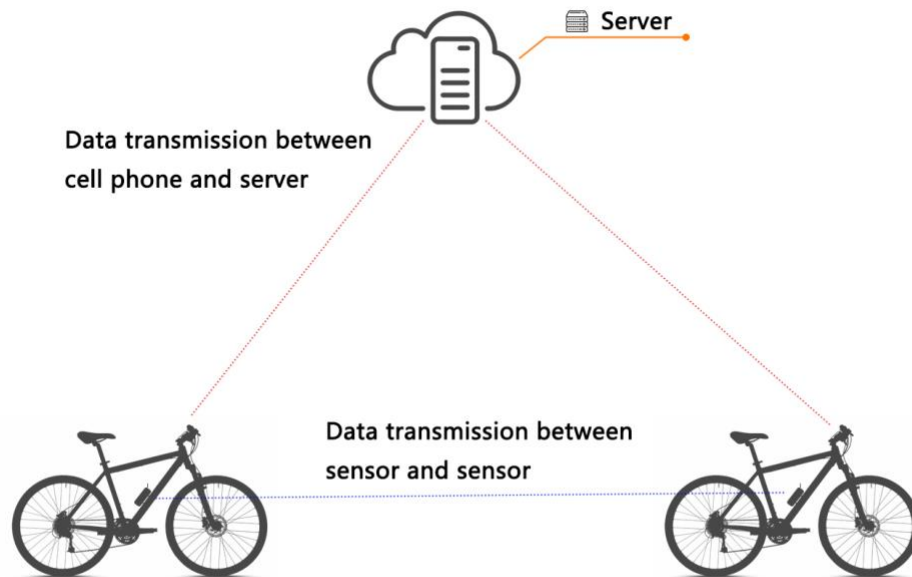 Server
Data transmission between
cell phone and server
Data transmission between
sensor and sensor